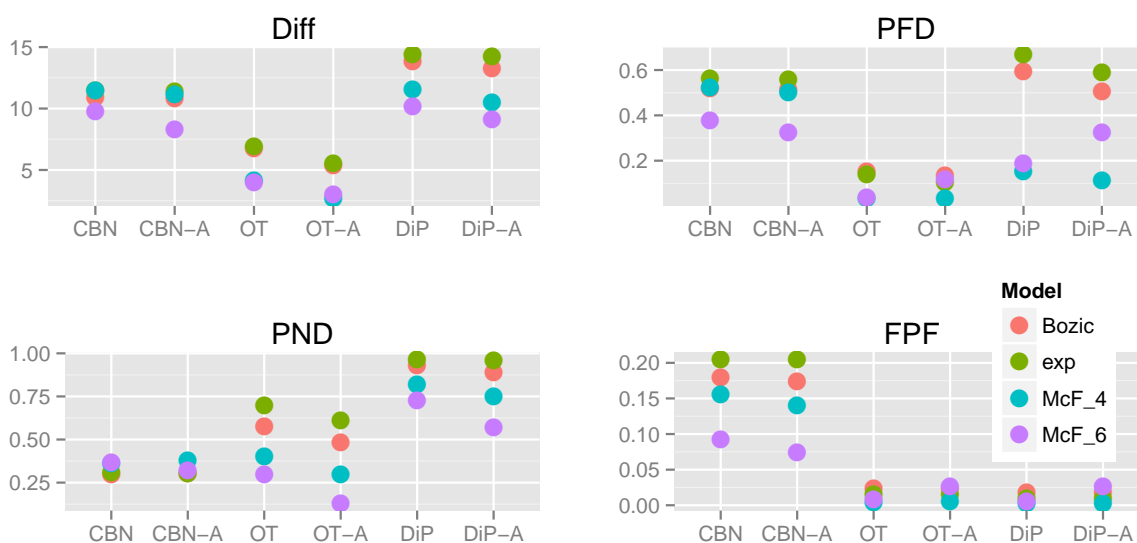 Diff
15
10
5
CBN CBN−A OT OT−A DiP DiP−A
PFD
0.6
0.4
0.2
CBN CBN−A OT OT−A DiP DiP−A
PND
1.00
0.75
0.50
0.25
CBN CBN−A OT OT−A DiP DiP−A
FPF
0.20
0.15
0.10
0.05
0.00
CBN CBN−A OT OT−A DiP DiP−A
Model
Bozic
exp
McF_4
McF_6